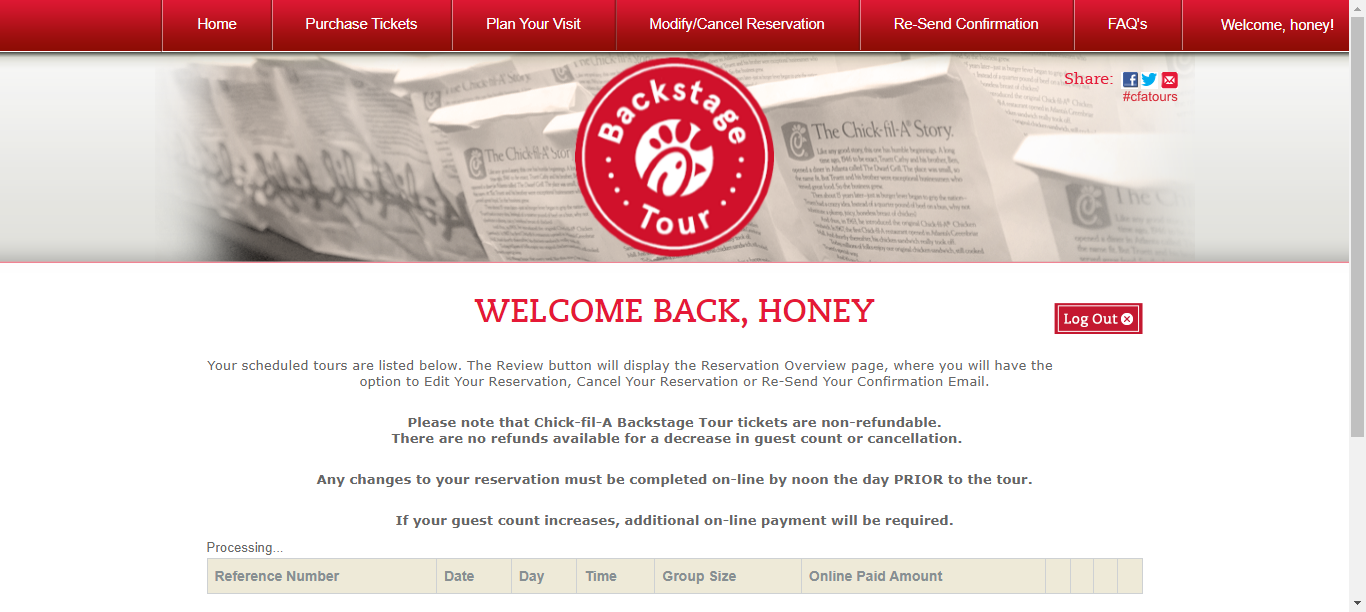 Home
Purchase Tickets
Plan Your Visit
Modify/Cancel Reservation
Re-Send Confirmation
FAQ's
Welcome, honey!
Share:
#cfatours
Backstage
Tour
The Chick-fil-A® Story.
The Chick-fil-A® Stor
WELCOME BACK, HONEY
Log Out
Your scheduled tours are listed below. The Review button will display the Reservation Overview page, where you will have the
option to Edit Your Reservation, Cancel Your Reservation or Re-Send Your Confirmation Email.
Please note that Chick-fil-A Backstage Tour tickets are non-refundable.
There are no refunds available for a decrease in guest count or cancellation.
Any changes to your reservation must be completed on-line by noon the day PRIOR to the tour.
If your guest count increases, additional on-line payment will be required.
Processing...
Reference Number
Date
Day
Time
Group Size
Online Paid Amount